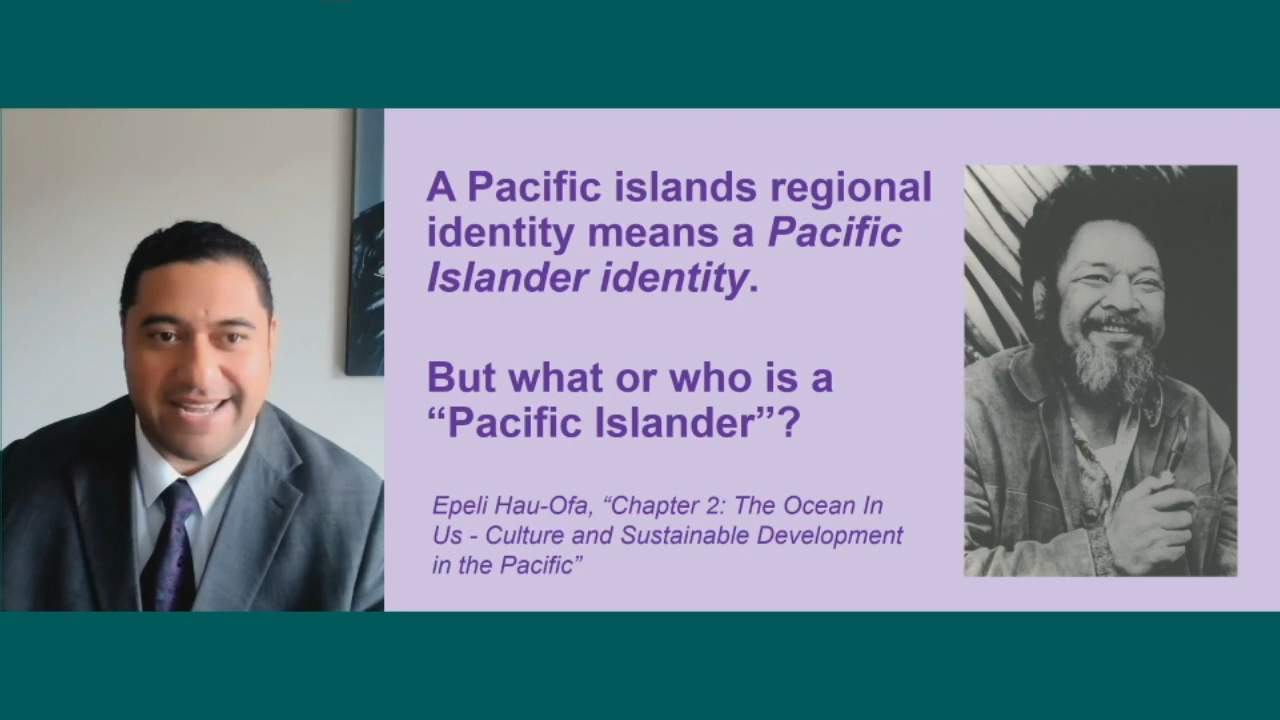 A Pacific islands regional
identity means a Pacific
Islander identity.
But what or who is a
“Pacific Islander”?
Epeli Hau-Ofa, “Chapter 2: The Ocean In
Us - Culture and Sustainable Development
in the Pacific”